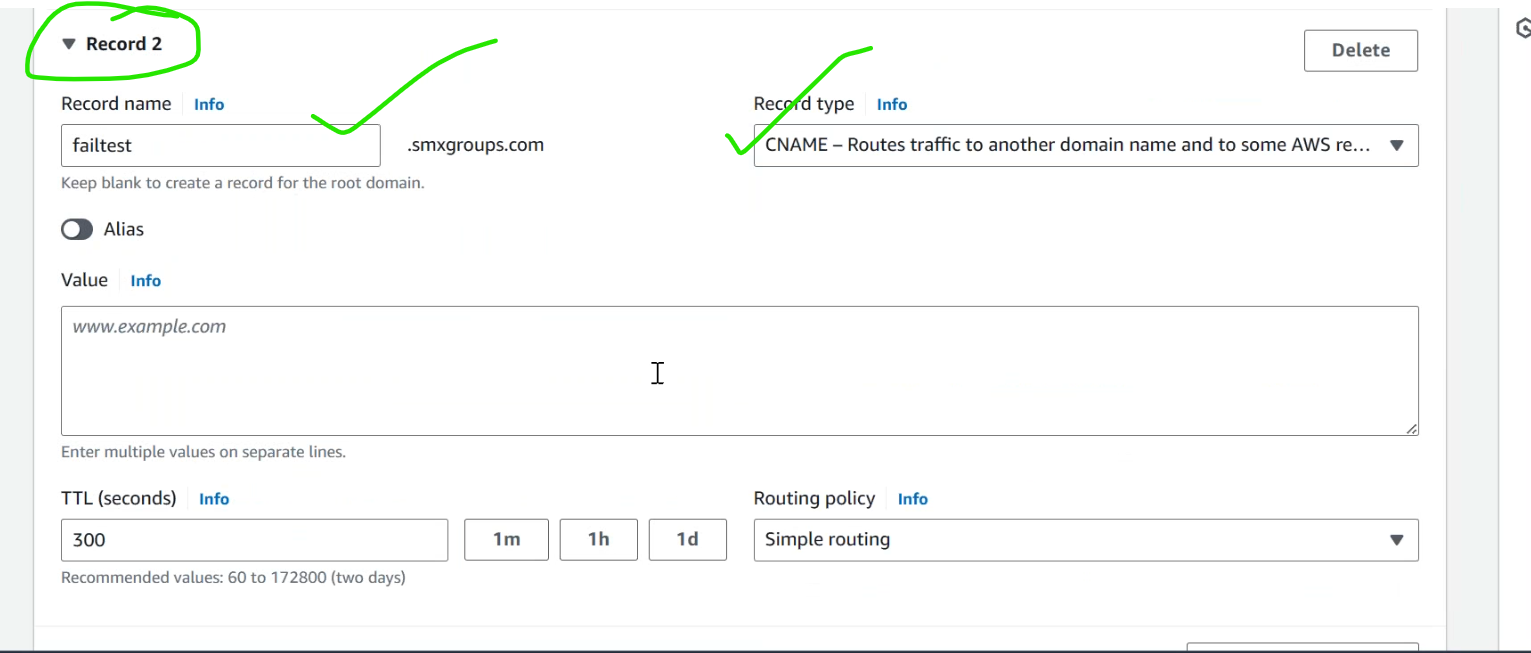 ▼ Record 2
Delete
Record name Info
Record type Info
failtest .smxgroups.com
CNAME – Routes traffic to another domain name and to some AWS re...
Keep blank to create a record for the root domain.
Alias
Value Info
www.example.com
Enter multiple values on separate lines.
TTL (seconds) Info
Routing policy Info
300 1m 1h 1d
Simple routing
Recommended values: 60 to 172800 (two days)